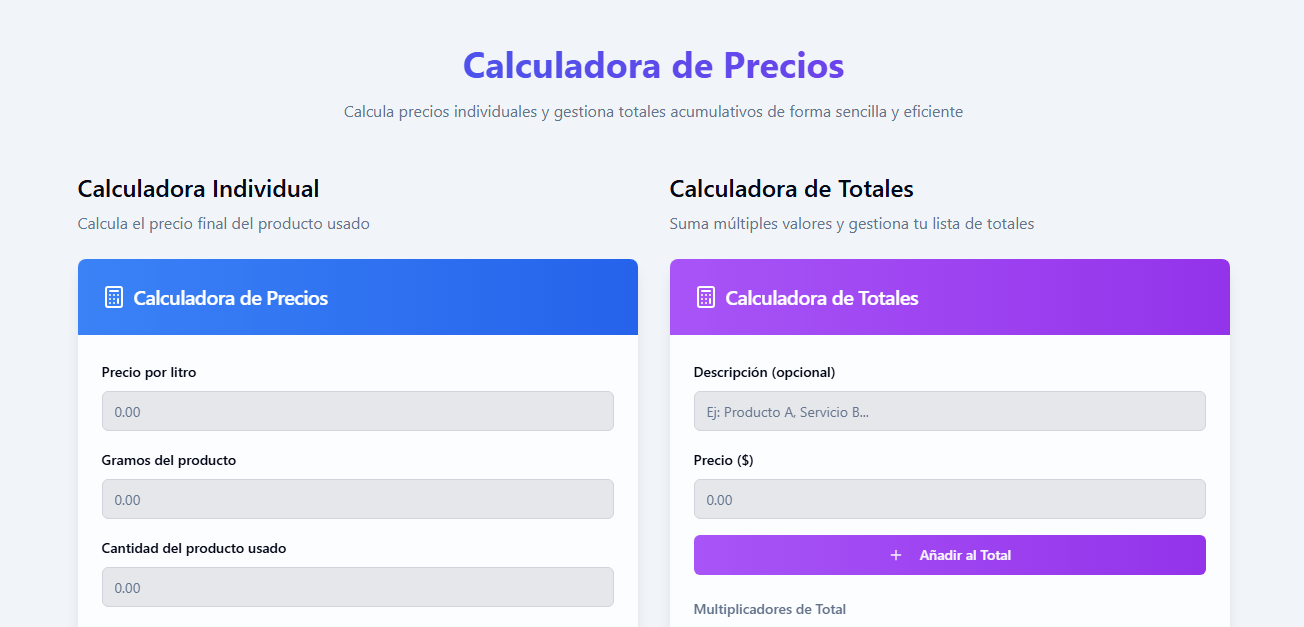 Calculadora de Precios
Calcula precios individuales y gestiona totales acumulativos de forma sencilla y eficiente
Calculadora Individual
Calcula el precio final del producto usado
Calculadora de Precios
Precio por litro
0.00
Gramos del producto
0.00
Cantidad del producto usado
0.00
Calculadora de Totales
Suma múltiples valores y gestiona tu lista de totales
Calculadora de Totales
Descripción (opcional)
Ej: Producto A, Servicio B...
Precio ($)
0.00
+ Añadir al Total
Multiplicadores de Total